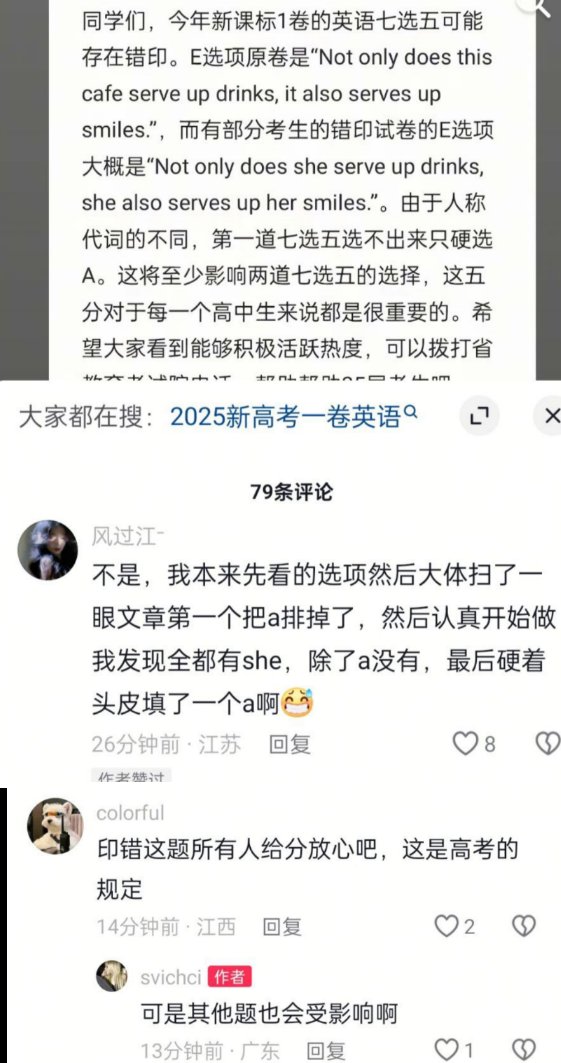 同学们，今年新课标1卷的英语七选五可能
存在错印。E选项原卷是“Not only does this
cafe serve up drinks, it also serves up
smiles.”，而有部分考生的错印试卷的E选项
大概是“Not only does she serve up drinks,
she also serves up her smiles.”。由于人称
代词的不同，第一道七选五选不出来只硬选
A。这将至少影响两道七选五的选择，这五
分对于每一个高中生来说都是很重要的。希
望大家看到能够积极活跃热度，可以拨打省
大家都在搜：2025新高考一卷英语
79条评论
风过江
不是，我本来先看的选项然后大体扫了一
眼文章第一个把a排掉了，然后认真开始做
我发现全都有she，除了a没有，最后硬着
头皮填了一个a啊
26分钟前·江苏 回复 8
作者赞过
colorful
印错这题所有人给分放心吧，这是高考的
规定
14分钟前·江西 回复 2
svichci 作者
可是其他题也会受影响啊
13分钟前·广东 回复 1